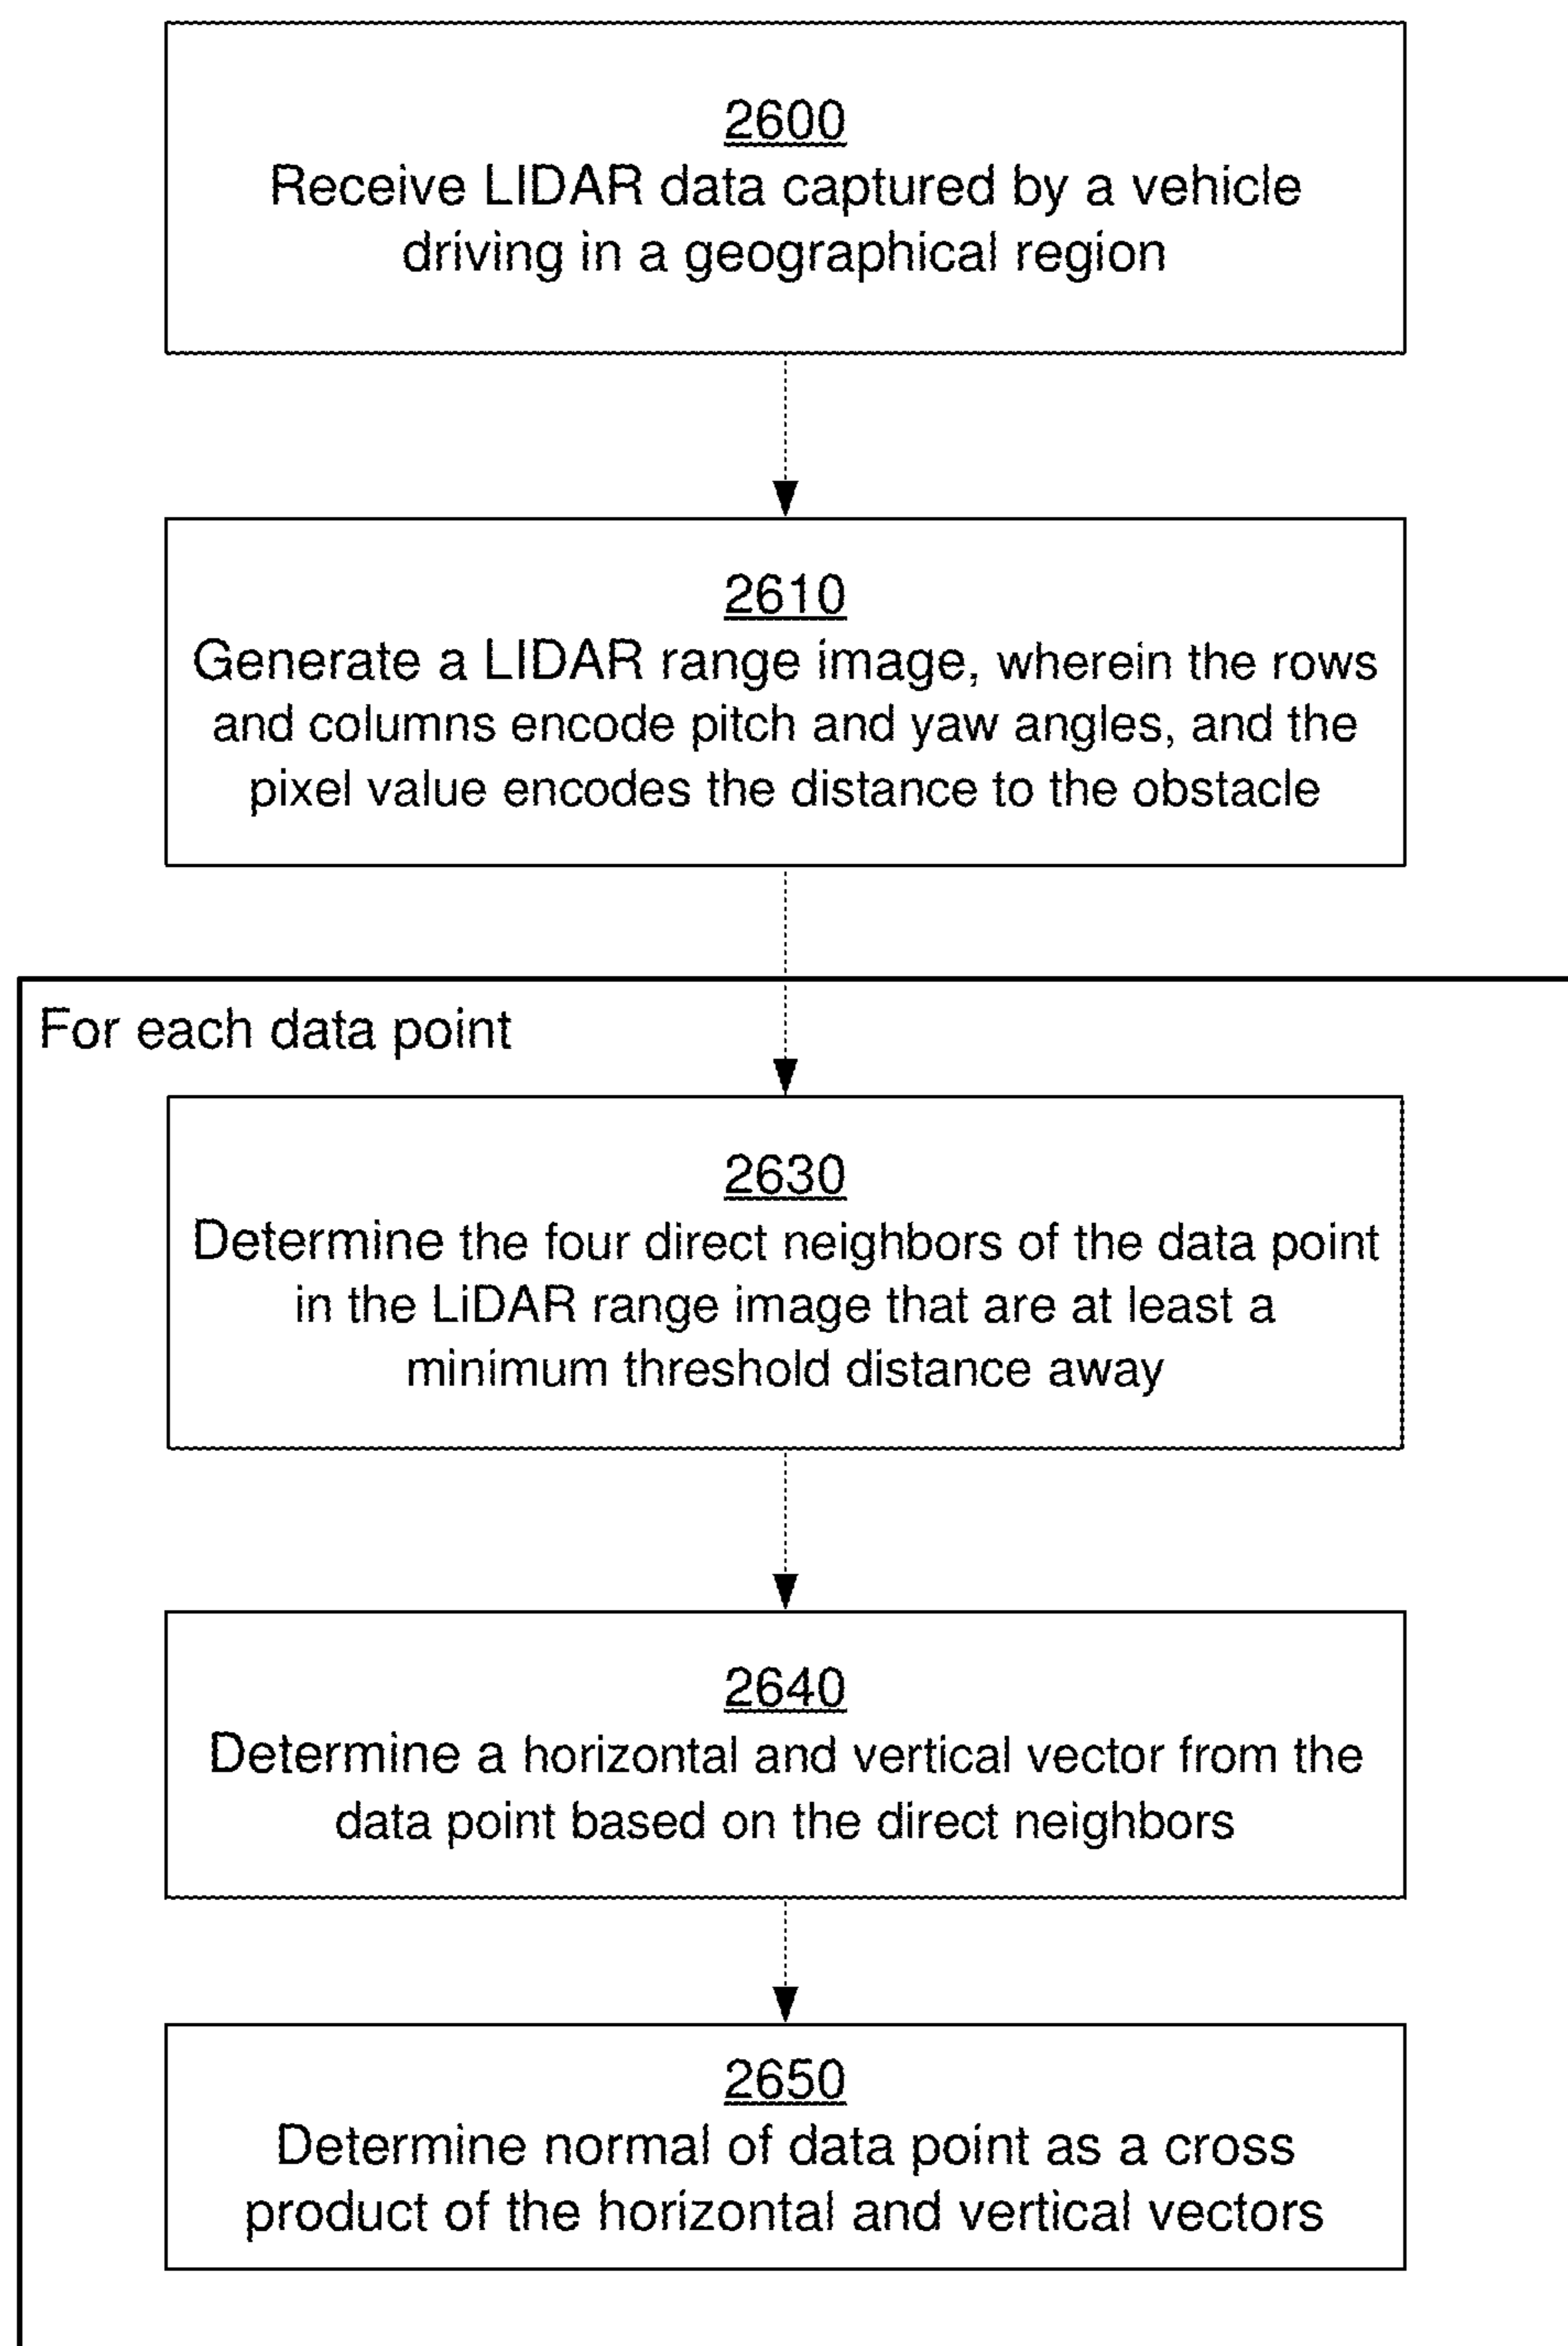 2600
Receive LIDAR data captured by a vehicle
driving in a geographical region
2610
Generate a LIDAR range image, wherein the rows
and columns encode pitch and yaw angles, and the
pixel value encodes the distance to the obstacle
For each data point
2630
Determine the four direct neighbors of the data point
in the LiDAR range image that are at least a
minimum threshold distance away
2640
Determine a horizontal and vertical vector from the
data point based on the direct neighbors
2650
Determine normal of data point as a cross
product of the horizontal and vertical vectors